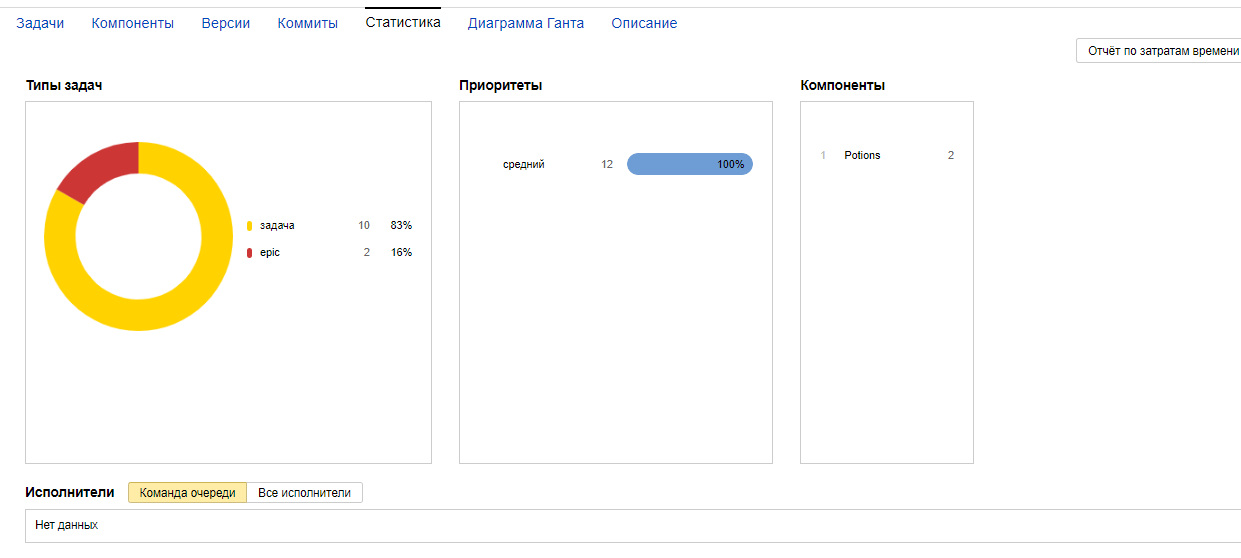 Задачи Компоненты Версии Коммиты Статистика Диаграмма Ганта Описание
Отчёт по затратам времени
Типы задач
задача 10 83%
epic 2 16%
Приоритеты
средний 12 100%
Компоненты
1 Potions 2
Исполнители Команда очереди Все исполнители
Нет данных